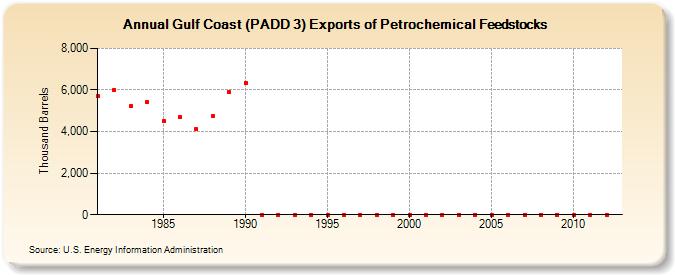 Annual Gulf Coast (PADD 3) Exports of Petrochemical Feedstocks
Thousand Barrels
8,000
6,000
4,000
2,000
0
1985 1990 1995 2000 2005 2010
Source: U.S. Energy Information Administration